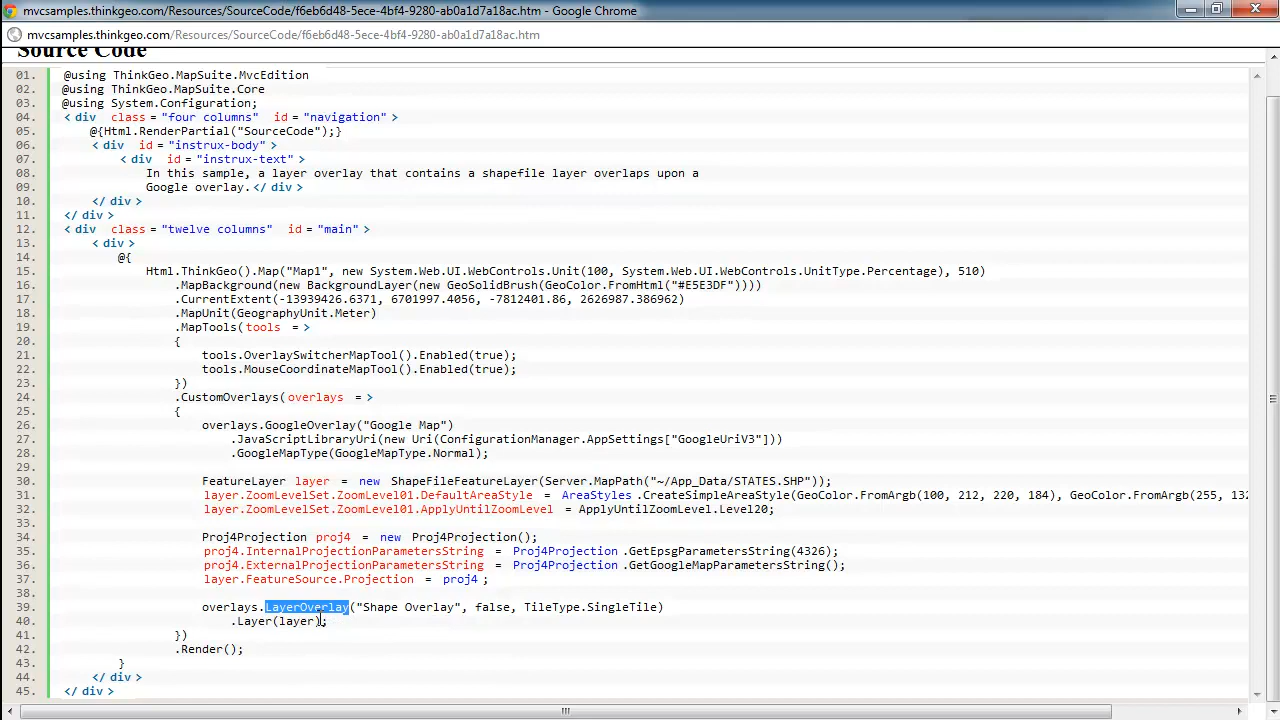 mvcsamples.thinkgeo.com/Resources/SourceCode/f6eb6d48-5ece-4bf4-9280-ab0a1d7a18ac.htm - Google Chrome
mvcsamples.thinkgeo.com/Resources/SourceCode/f6eb6d48-5ece-4bf4-9280-ab0a1d7a18ac.htm
Source Code
01. @using ThinkGeo.MapSuite.MvcEdition
02. @using ThinkGeo.MapSuite.Core
03. @using System.Configuration;
04. < div class = "four columns" id = "navigation" >
05. @{Html.RenderPartial("SourceCode");}
06. < div id = "instrux-body" >
07. < div id = "instrux-text" >
08. In this sample, a layer overlay that contains a shapefile layer overlaps upon a
09. Google overlay.</ div >
10. </ div >
11. </ div >
12. < div class = "twelve columns" id = "main" >
13. < div >
14. @{
15. Html.ThinkGeo().Map("Map1", new System.Web.UI.WebControls.Unit(100, System.Web.UI.WebControls.UnitType.Percentage), 510)
16. .MapBackground(new BackgroundLayer(new GeoSolidBrush(GeoColor.FromHtml("#E5E3DF"))))
17. .CurrentExtent(-13939426.6371, 6701997.4056, -7812401.86, 2626987.386962)
18. .MapUnit(GeographyUnit.Meter)
19. .MapTools( tools = >
20. {
21. tools.OverlaySwitcherMapTool().Enabled(true);
22. tools.MouseCoordinateMapTool().Enabled(true);
23. })
24. .CustomOverlays( overlays = >
25. {
26. overlays.GoogleOverlay("Google Map")
27. .JavaScriptLibraryUri(new Uri(ConfigurationManager.AppSettings["GoogleUriV3"]))
28. .GoogleMapType(GoogleMapType.Normal);
29.
30. FeatureLayer layer = new ShapeFileFeatureLayer(Server.MapPath("~/App_Data/STATES.SHP"));
31. layer.ZoomLevelSet.ZoomLevel01.DefaultAreaStyle = AreaStyles .CreateSimpleAreaStyle(GeoColor.FromArgb(100, 212, 220, 184), GeoColor.FromArgb(255, 132
32. layer.ZoomLevelSet.ZoomLevel01.ApplyUntilZoomLevel = ApplyUntilZoomLevel.Level20;
33.
34. Proj4Projection proj4 = new Proj4Projection();
35. proj4.InternalProjectionParametersString = Proj4Projection .GetEpsgParametersString(4326);
36. proj4.ExternalProjectionParametersString = Proj4Projection .GetGoogleMapParametersString();
37. layer.FeatureSource.Projection = proj4 ;
38.
39. overlays.LayerOverlay("Shape Overlay", false, TileType.SingleTile)
40. .Layer(layer);
41. })
42. .Render();
43. }
44. </ div >
45. </ div >